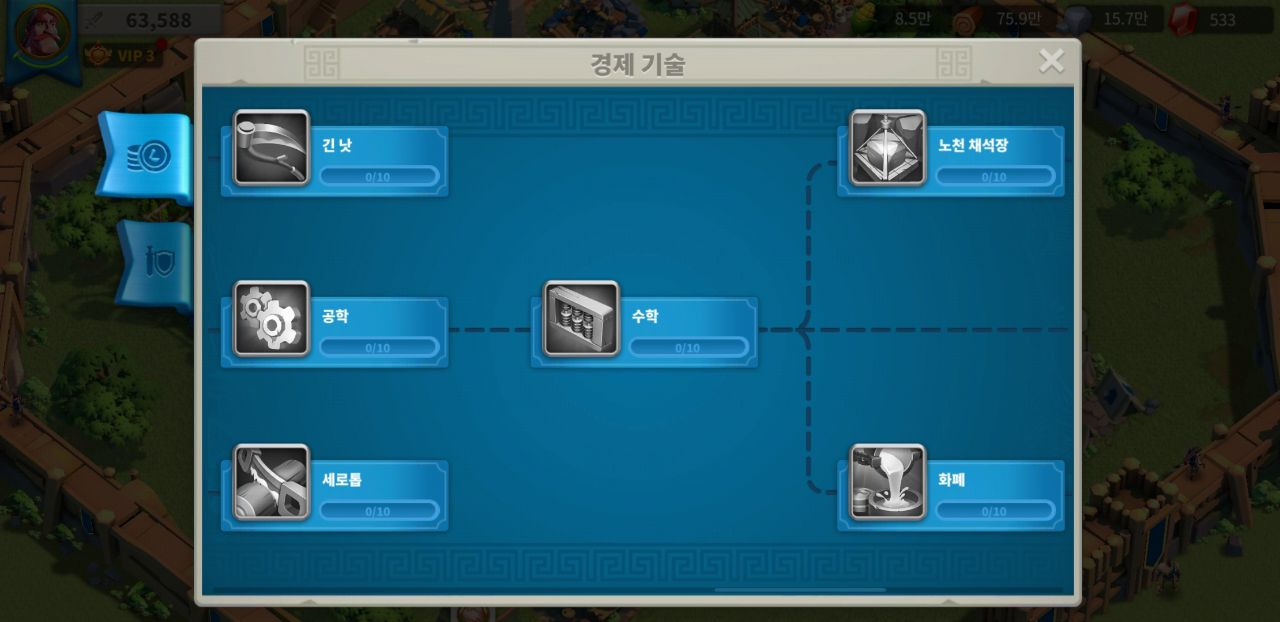 63,588
8.5만
75.9만
15.7만
533
VIP 3
경제 기술
긴 낫
0/10
노천 채석장
0/10
공학
0/10
수학
0/10
세로톱
0/10
화폐
0/10